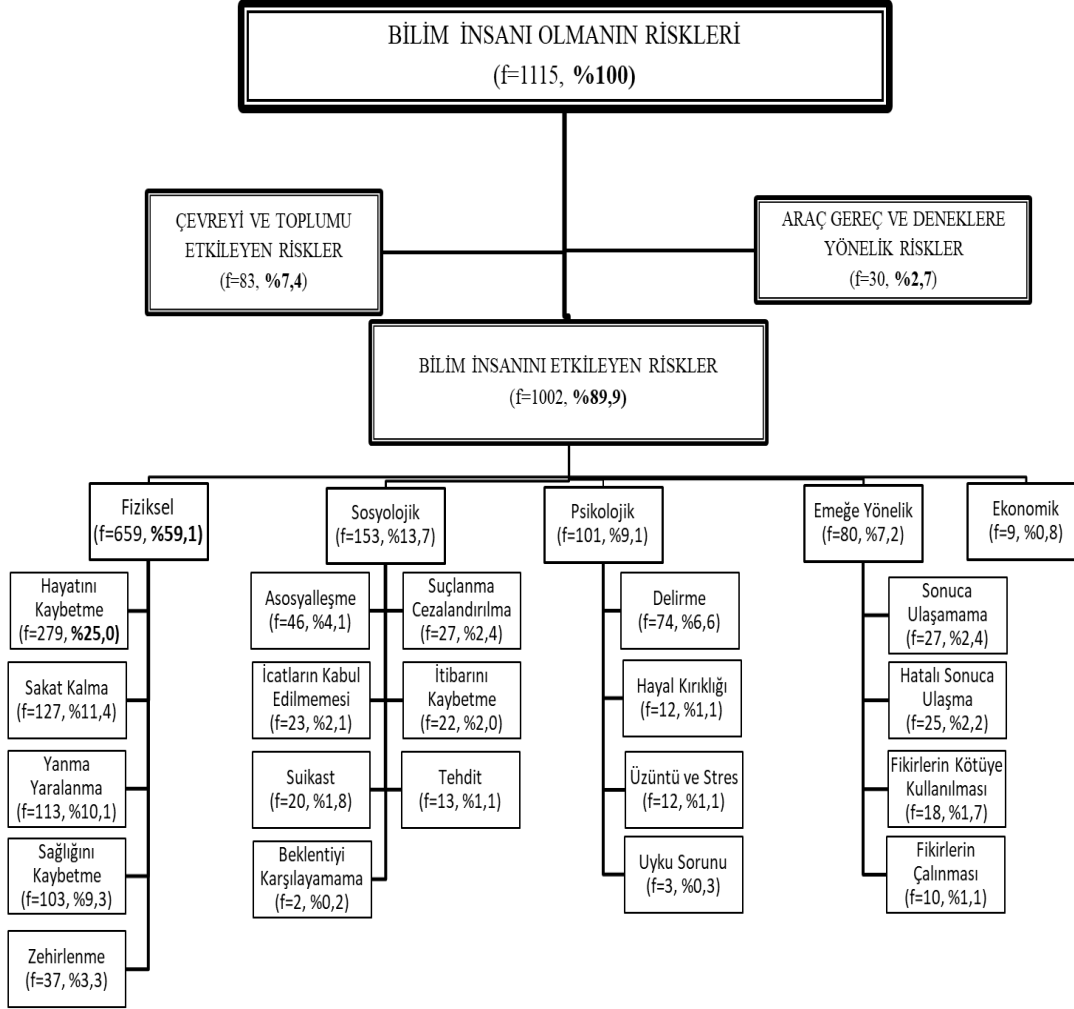 BİLİM İNSANI OLMANIN RİSKLERİ
(f=1115, %100)
ÇEVREYİ VE TOPLUMU
ETKİLEYEN RİSKLER
(f=83, %7,4)
ARAÇ GEREÇ VE DENEKLERE
YÖNELİK RİSKLER
(f=30, %2,7)
BİLİM İNSANINI ETKİLEYEN RİSKLER
(f=1002, %89,9)
Fiziksel
(f=659, %59,1)
Sosyolojik
(f=153, %13,7)
Psikolojik
(f=101, %9,1)
Emeğe Yönelik
(f=80, %7,2)
Ekonomik
(f=9, %0,8)
Hayatını
Kaybetme
(f=279, %25,0)
Sakat Kalma
(f=127, %11,4)
Yanma
Yaralanma
(f=113, %10,1)
Sağlığını
Kaybetme
(f=103, %9,3)
Zehirlenme
(f=37, %3,3)
Asosyalleşme
(f=46, %4,1)
Suçlanma
Cezalandırılma
(f=27, %2,4)
İcatların Kabul
Edilmemesi
(f=23, %2,1)
İtibarını
Kaybetme
(f=22, %2,0)
Suikast
(f=20, %1,8)
Tehdit
(f=13, %1,1)
Beklentiyi
Karşılayamama
(f=2, %0,2)
Delirme
(f=74, %6,6)
Hayal Kırıklığı
(f=12, %1,1)
Üzüntü ve Stres
(f=12, %1,1)
Uyku Sorunu
(f=3, %0,3)
Sonuca
Ulaşamama
(f=27, %2,4)
Hatalı Sonuca
Ulaşma
(f=25, %2,2)
Fikirlerin Kötüye
Kullanılması
(f=18, %1,7)
Fikirlerin
Çalınması
(f=10, %1,1)